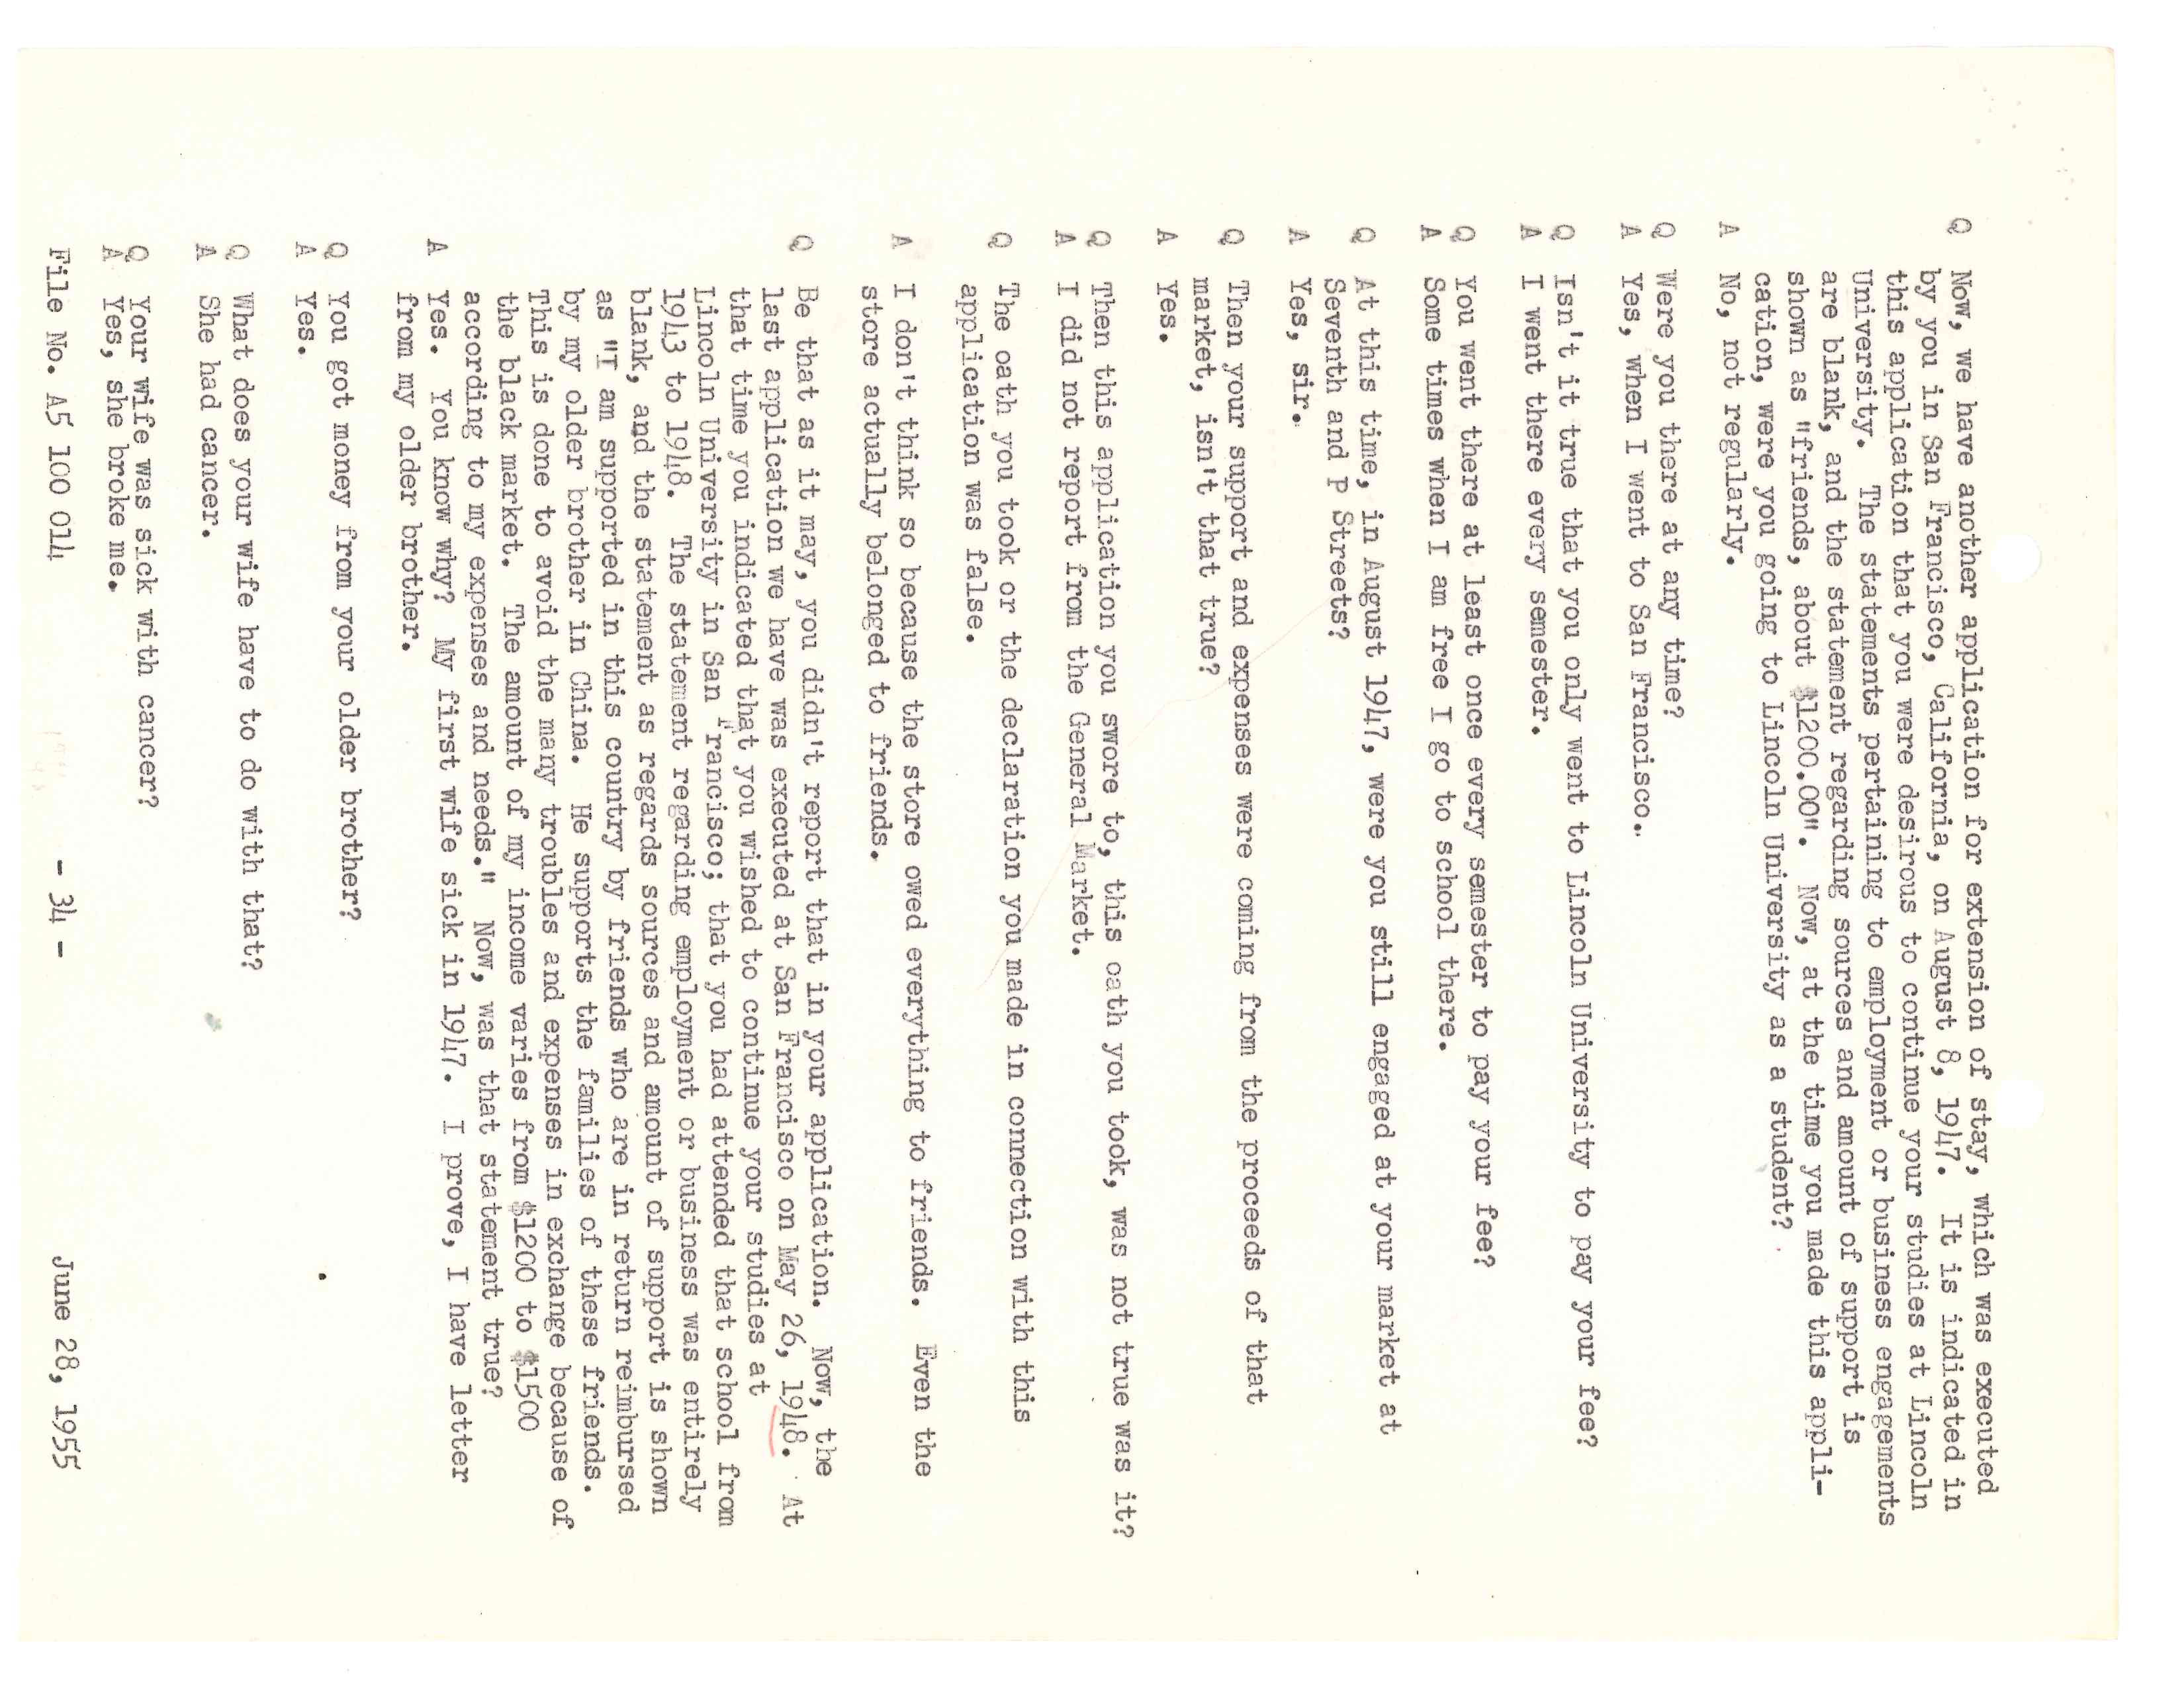 Q Now, we have another application for extension of stay, which was executed
by you in San Francisco, California, on August 8, 1947. It is indicated in
this application that you were desirous to continue your studies at Lincoln
University. The statements pertaining to employment or business engagements
are blank, and the statement regarding sources and amount of support is
shown as "friends, about $1200.00". Now, at the time you made this appli-
cation, were you going to Lincoln University as a student?
A No, not regularly.
Q Were you there at any time?
A Yes, when I went to San Francisco..
Q Isn't it true that you only went to Lincoln University to pay your fee?
A I went there every semester.
Q You went there at least once every semester to pay your fee?
A Some times when I am free I go to school there.
Q At this time, in August 1947, were you still engaged at your market at
Seventh and P Streets?
A Yes, sir.
Q Then your support and expenses were coming from the proceeds of that
market, isn't that true?
A Yes.
Q Then this application you swore to, this oath you took, was not true was it?
A I did not report from the General Market.
Q The oath you took or the declaration you made in connection with this
application was false.
A I don't think so because the store owed everything to friends. Even the
store actually belonged to friends.
Q Be that as it may, you didn't report that in your application. Now, the
last application we have was executed at San Francisco on May 26, 1948. At
that time you indicated that you wished to continue your studies at
Lincoln University in San Francisco; that you had attended that school from
1943 to 1948. The statement regarding employment or business was entirely
blank, and the statement as regards sources and amount of support is shown
as "I am supported in this country by friends who are in return reimbursed
by my older brother in China. He supports the families of these friends.
This is done to avoid the many troubles and expenses in exchange because of
the black market. The amount of my income varies from $1200 to $1500
according to my expenses and needs." Now, was that statement true?
A Yes. You know why? My first wife sick in 1947. I prove, I have letter
from my older brother.
Q You got money from your older brother?
A Yes.
Q What does your wife have to do with that?
A She had cancer.
Q Your wife was sick with cancer?
A Yes, she broke me.
File No. A5 100 014 - 34 - June 28, 1955